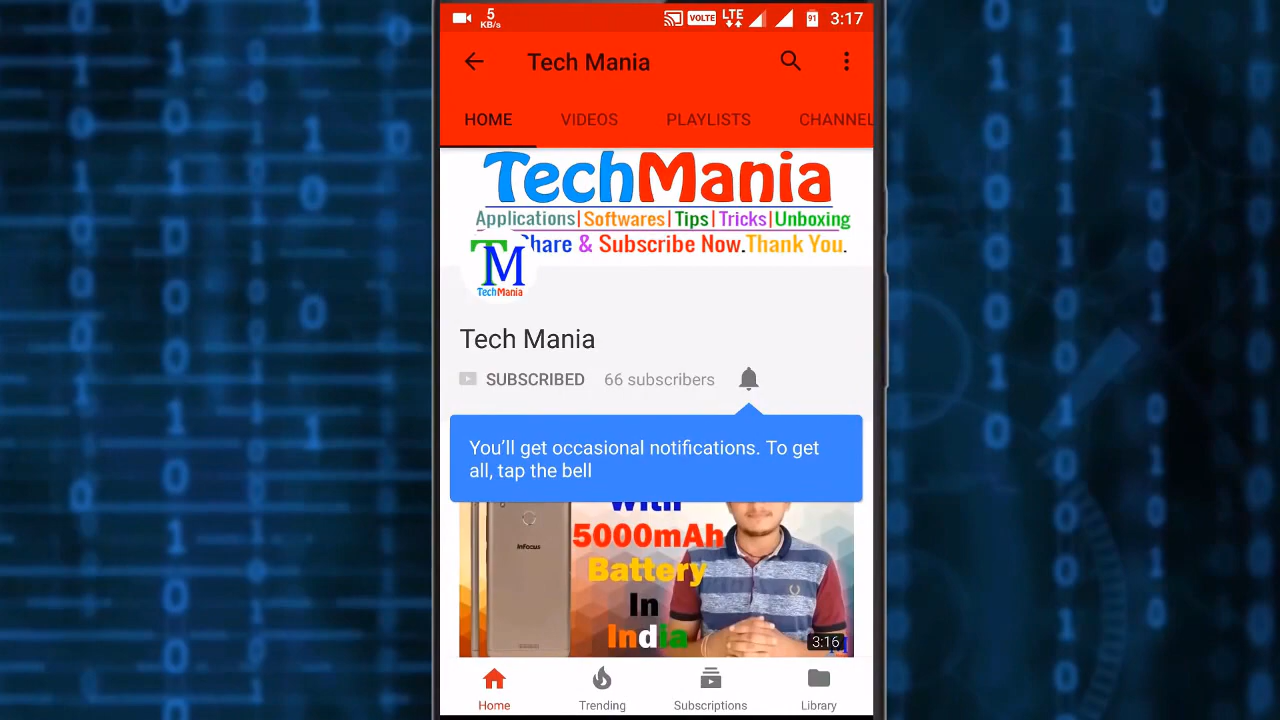 5
KB/s
VOLTE
LTE
91
3:17
Tech Mania
HOME
VIDEOS
PLAYLISTS
CHANNEL
TechMania
Applications|Softwares|Tips|Tricks|Unboxing
Share & Subscribe Now.Thank You.
TM
TechMania
Tech Mania
SUBSCRIBED
66 subscribers
You'll get occasional notifications. To get
all, tap the bell
With
5000mAh
Battery
In
India
InFocus
3:16
Home
Trending
Subscriptions
Library